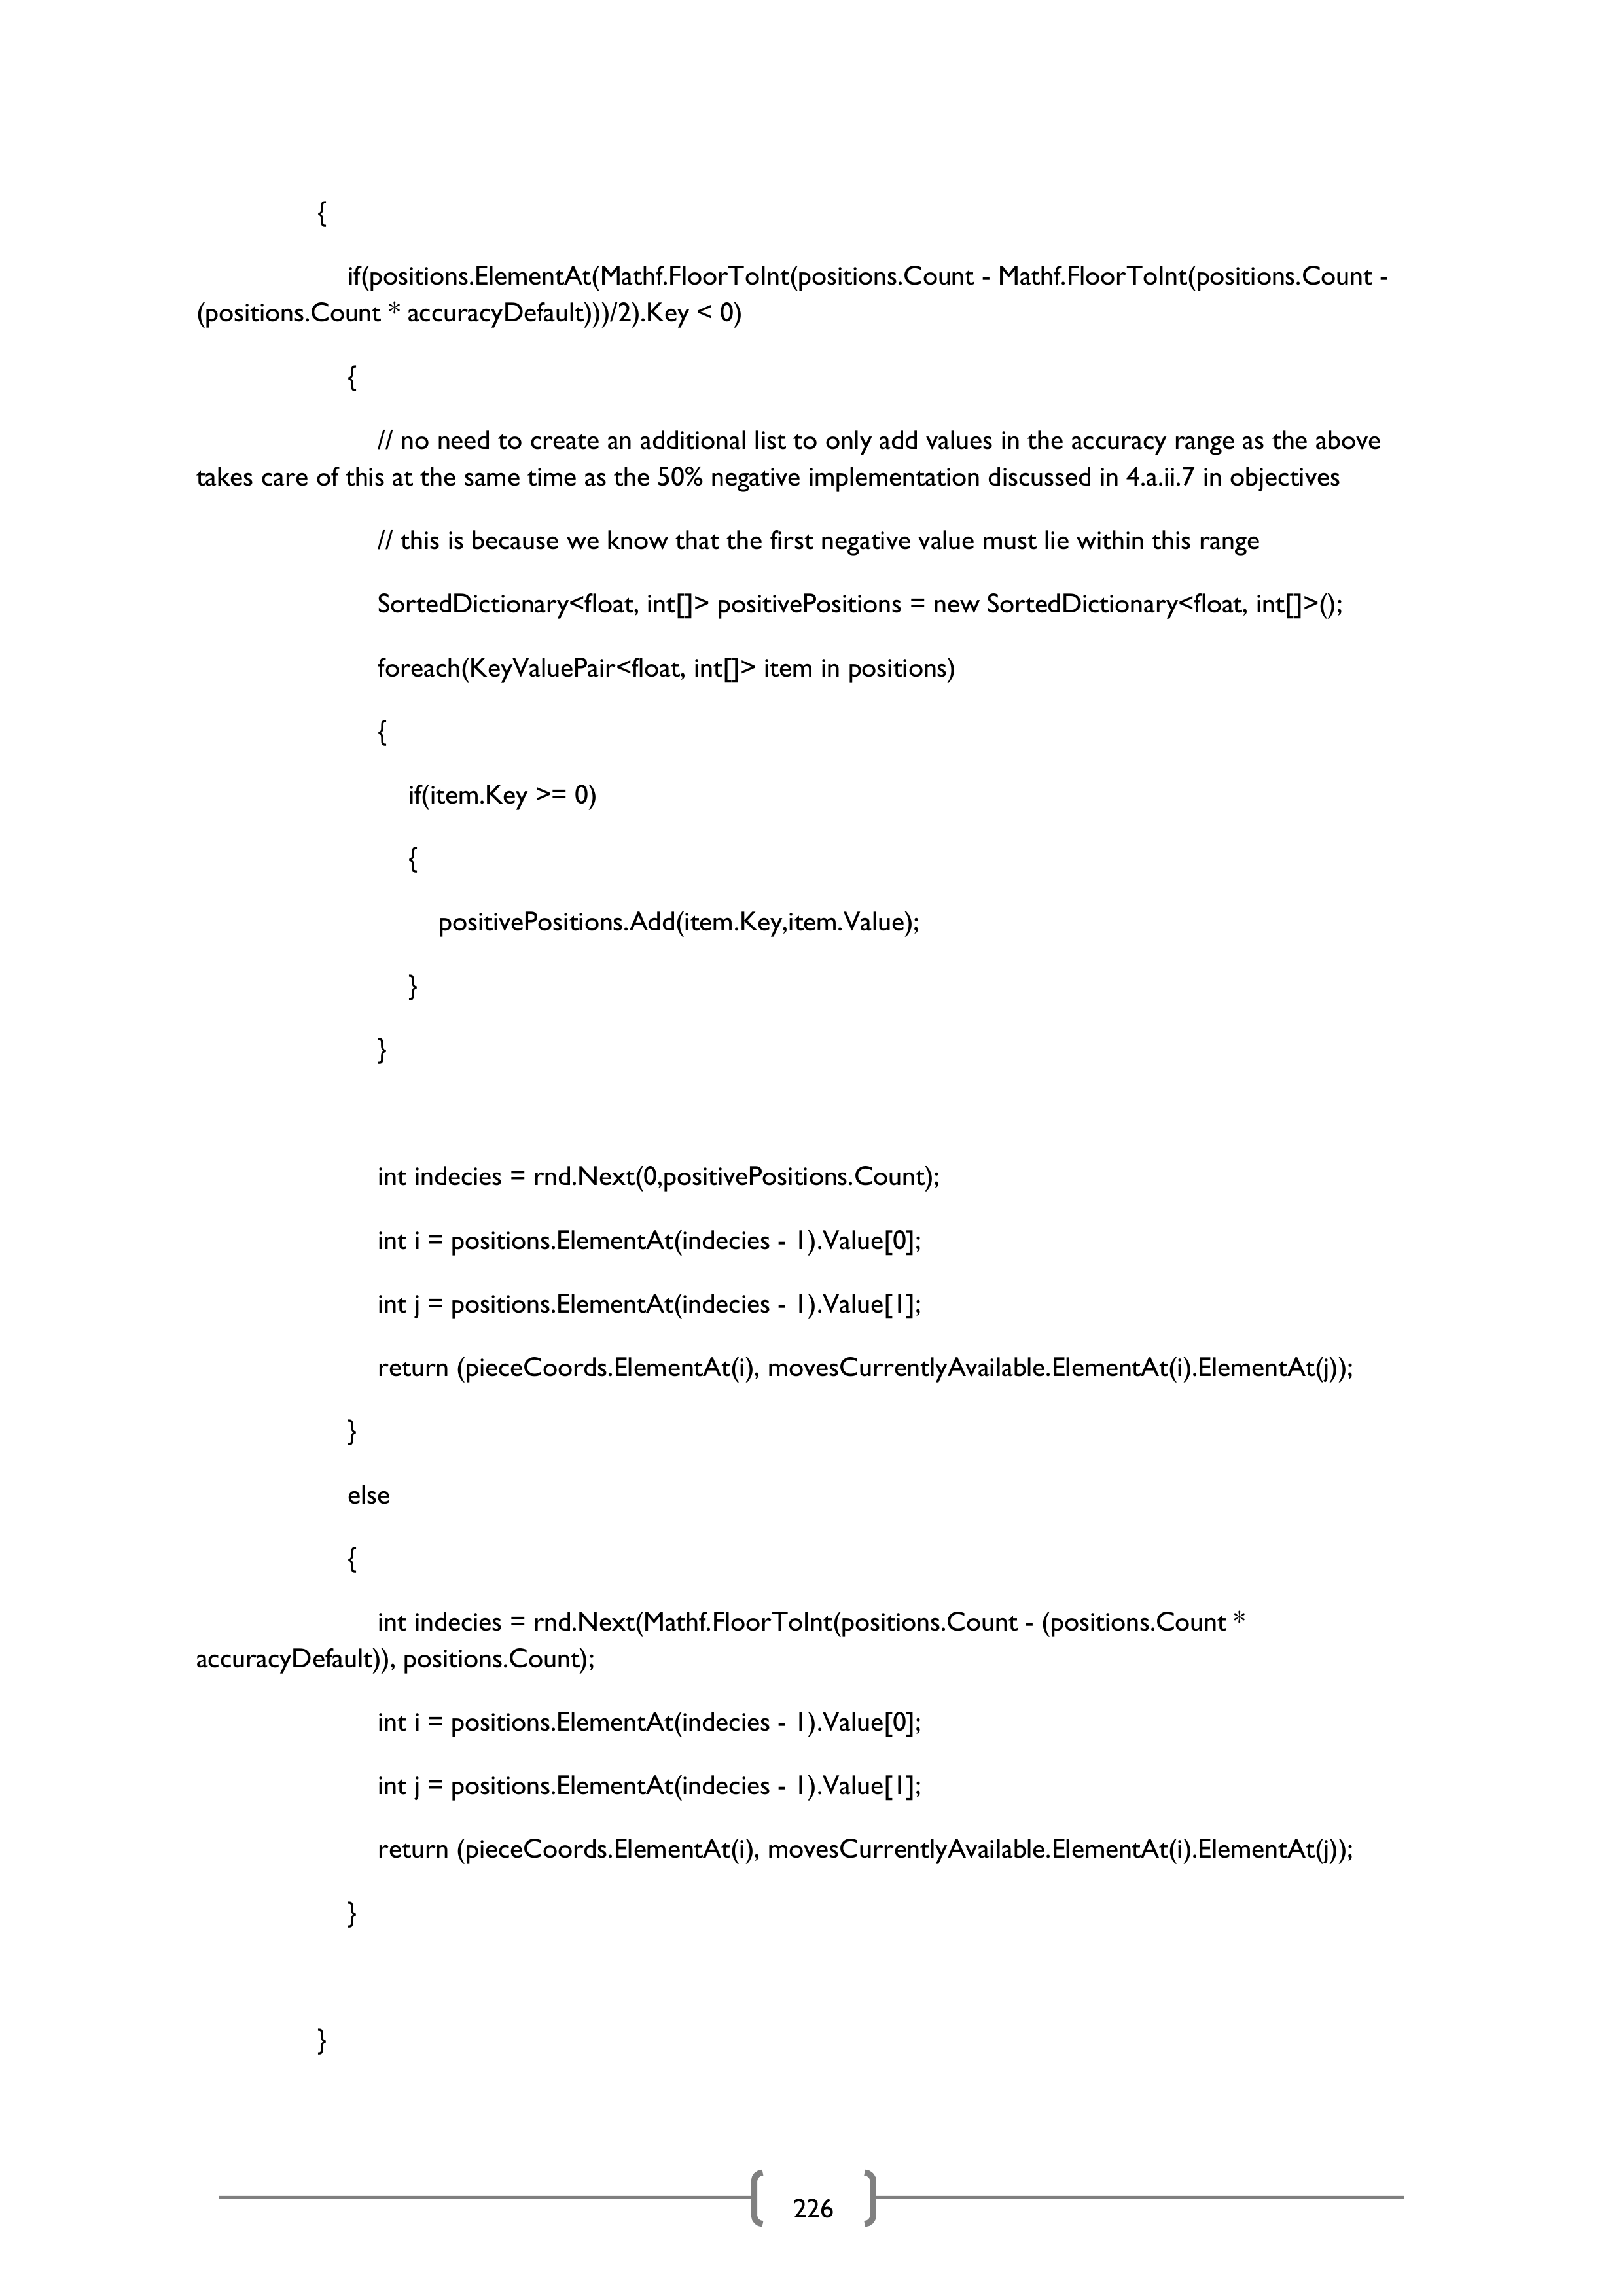 {
if(positions.ElementAt(Mathf.FloorToInt(positions.Count - Mathf.FloorToInt(positions.Count -
(positions.Count * accuracyDefault)))/2).Key < 0)
{
// no need to create an additional list to only add values in the accuracy range as the above
takes care of this at the same time as the 50% negative implementation discussed in 4.a.ii.7 in objectives
// this is because we know that the first negative value must lie within this range
SortedDictionary<float, int[]> positivePositions = new SortedDictionary<float, int[]>();
foreach(KeyValuePair<float, int[]> item in positions)
{
if(item.Key >= 0)
{
positivePositions.Add(item.Key,item.Value);
}
}
int indecies = rnd.Next(0,positivePositions.Count);
int i = positions.ElementAt(indecies - 1).Value[0];
int j = positions.ElementAt(indecies - 1).Value[1];
return (pieceCoords.ElementAt(i), movesCurrentlyAvailable.ElementAt(i).ElementAt(j));
}
else
{
int indecies = rnd.Next(Mathf.FloorToInt(positions.Count - (positions.Count *
accuracyDefault)), positions.Count);
int i = positions.ElementAt(indecies - 1).Value[0];
int j = positions.ElementAt(indecies - 1).Value[1];
return (pieceCoords.ElementAt(i), movesCurrentlyAvailable.ElementAt(i).ElementAt(j));
}
}
226